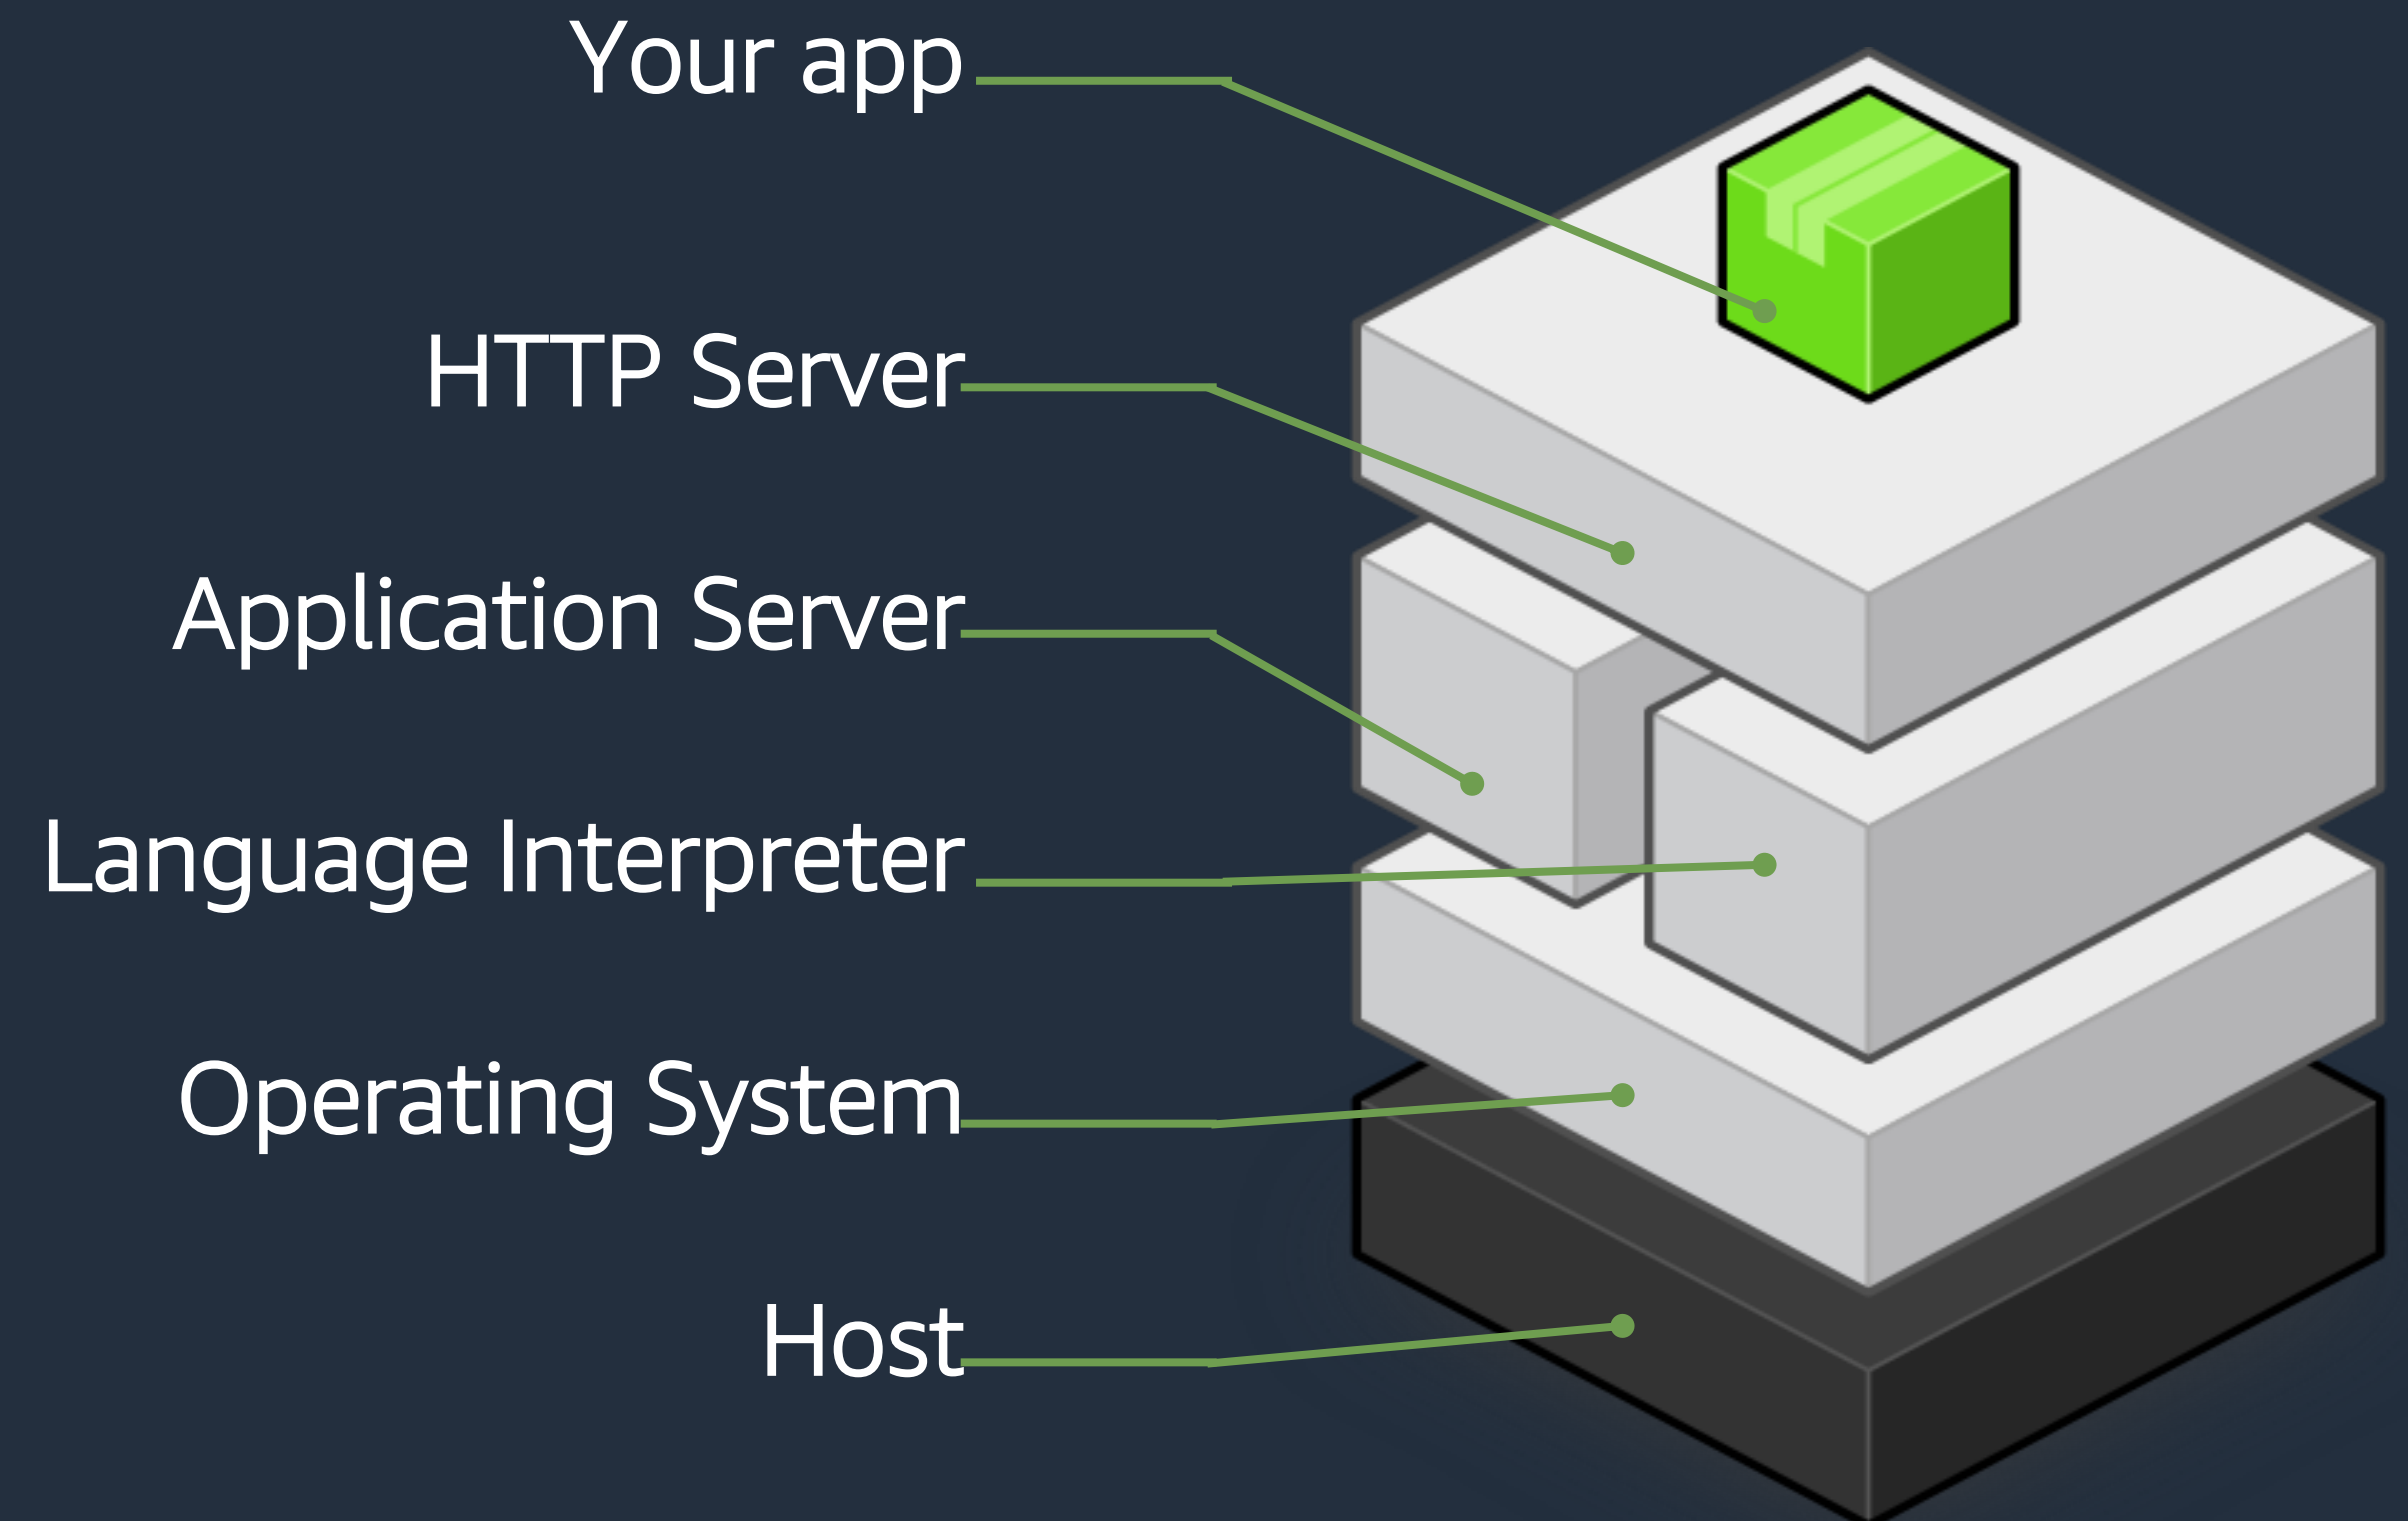 Your app
HTTP Server
Application Server
Language Interpreter
Operating System
Host